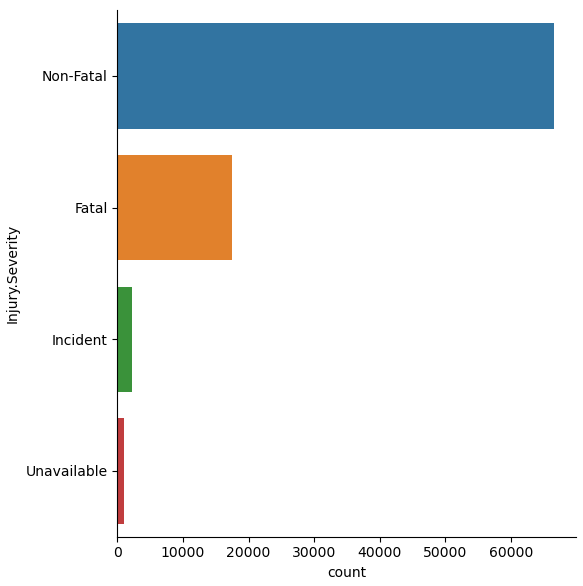 Non-Fatal
Fatal
Incident
Unavailable
Injury.Severity
0 10000 20000 30000 40000 50000 60000
count